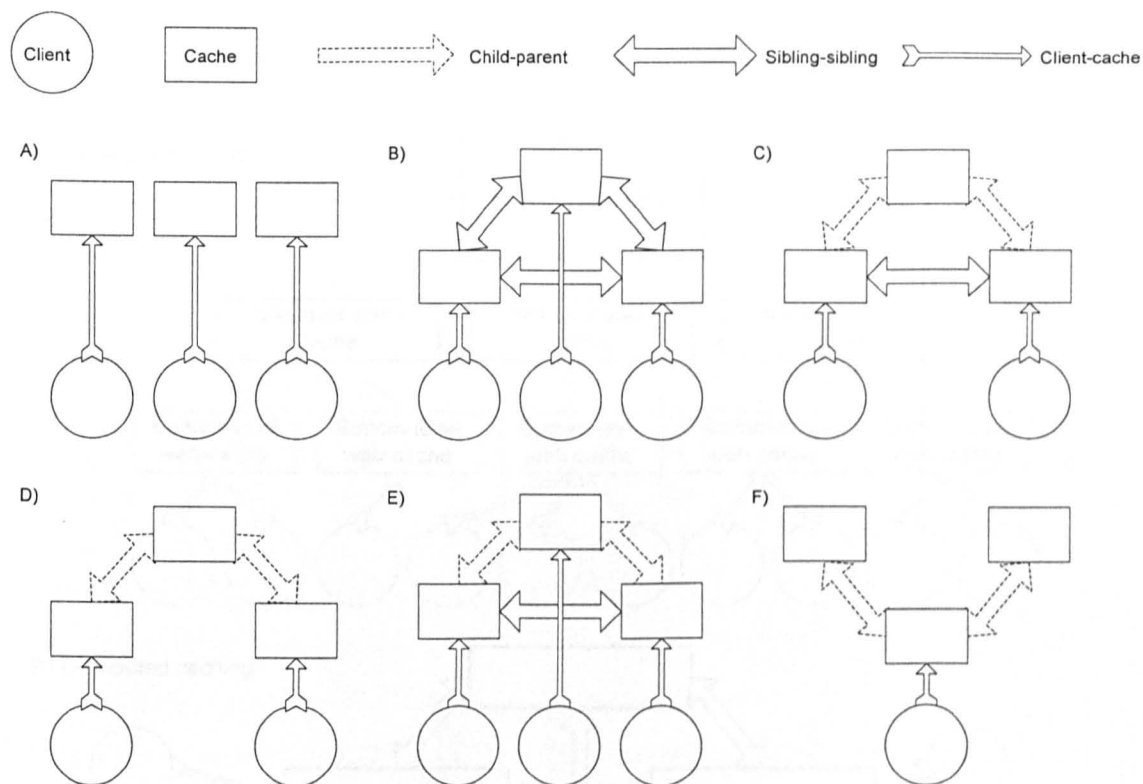 Client
Cache
Child-parent
Sibling-sibling
Client-cache
A)
B)
C)
D)
E)
F)